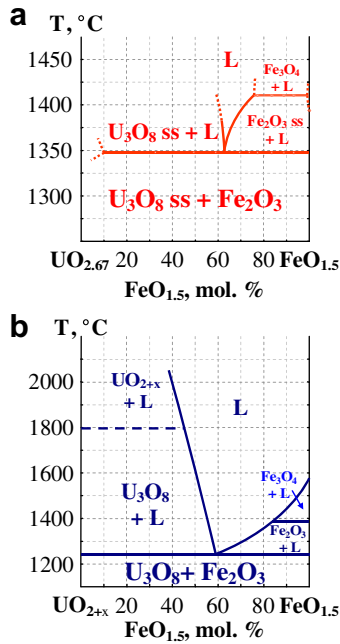 a
T, °C
1450
L
Fe₃O₄
+ L
1400
U₃O₈ ss + L
Fe₂O₃ ss
+ L
1350
U₃O₈ ss + Fe₂O₃
1300
UO₂.₆₇ 20 40 60 80 FeO₁.₅
FeO₁.₅, mol. %
b
T, °C
2000
UO₂₊ₓ
+ L
L
1800
1600
U₃O₈
+ L
Fe₃O₄
+ L
1400
Fe₂O₃
+ L
1200
U₃O₈+ Fe₂O₃
UO₂₊ₓ 20 40 60 80 FeO₁.₅
FeO₁.₅, mol. %